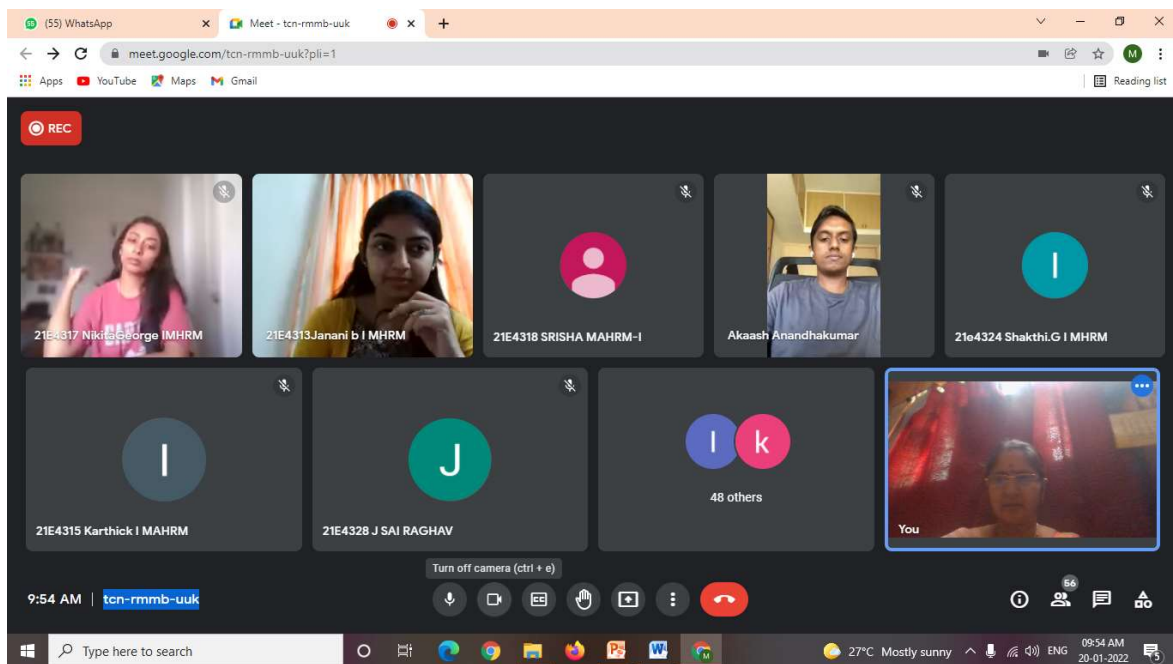 (55) WhatsApp
Meet - tcn-rmmb-uuk
meet.google.com/tcn-rmmb-uuk?pli=1
M
Apps
YouTube
Maps
Gmail
Reading list
REC
21E4317 Nikita George IMHRM
21E4313Janani b I MHRM
21E4318 SRISHA MAHRM-I
Akaash Anandhakumar
I
21e4324 Shakthi.G I MHRM
I
21E4315 Karthick I MAHRM
J
21E4328 J SAI RAGHAV
I k
48 others
You
Turn off camera (ctrl + e)
9:54 AM | tcn-rmmb-uuk
56
Type here to search
27°C Mostly sunny
ENG
09:54 AM
20-01-2022
5